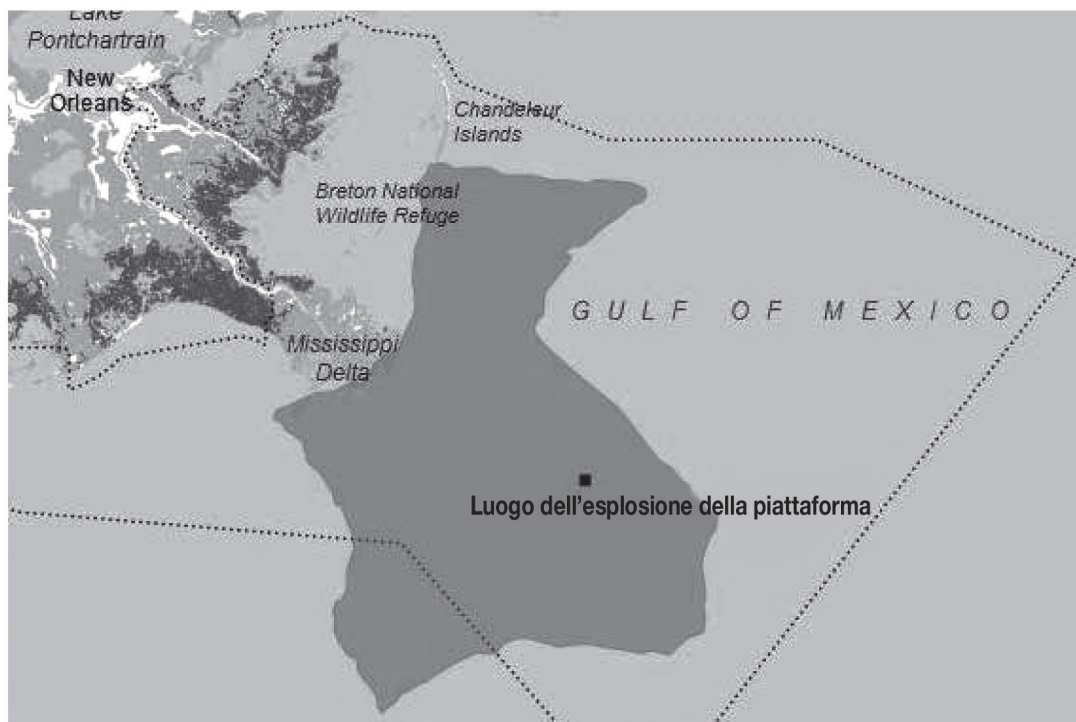 Lake
Pontchartrain
New
Orleans
Chandeleur
Islands
Breton National
Wildlife Refuge
GULF OF MEXICO
Mississippi
Delta
Luogo dell'esplosione della piattaforma